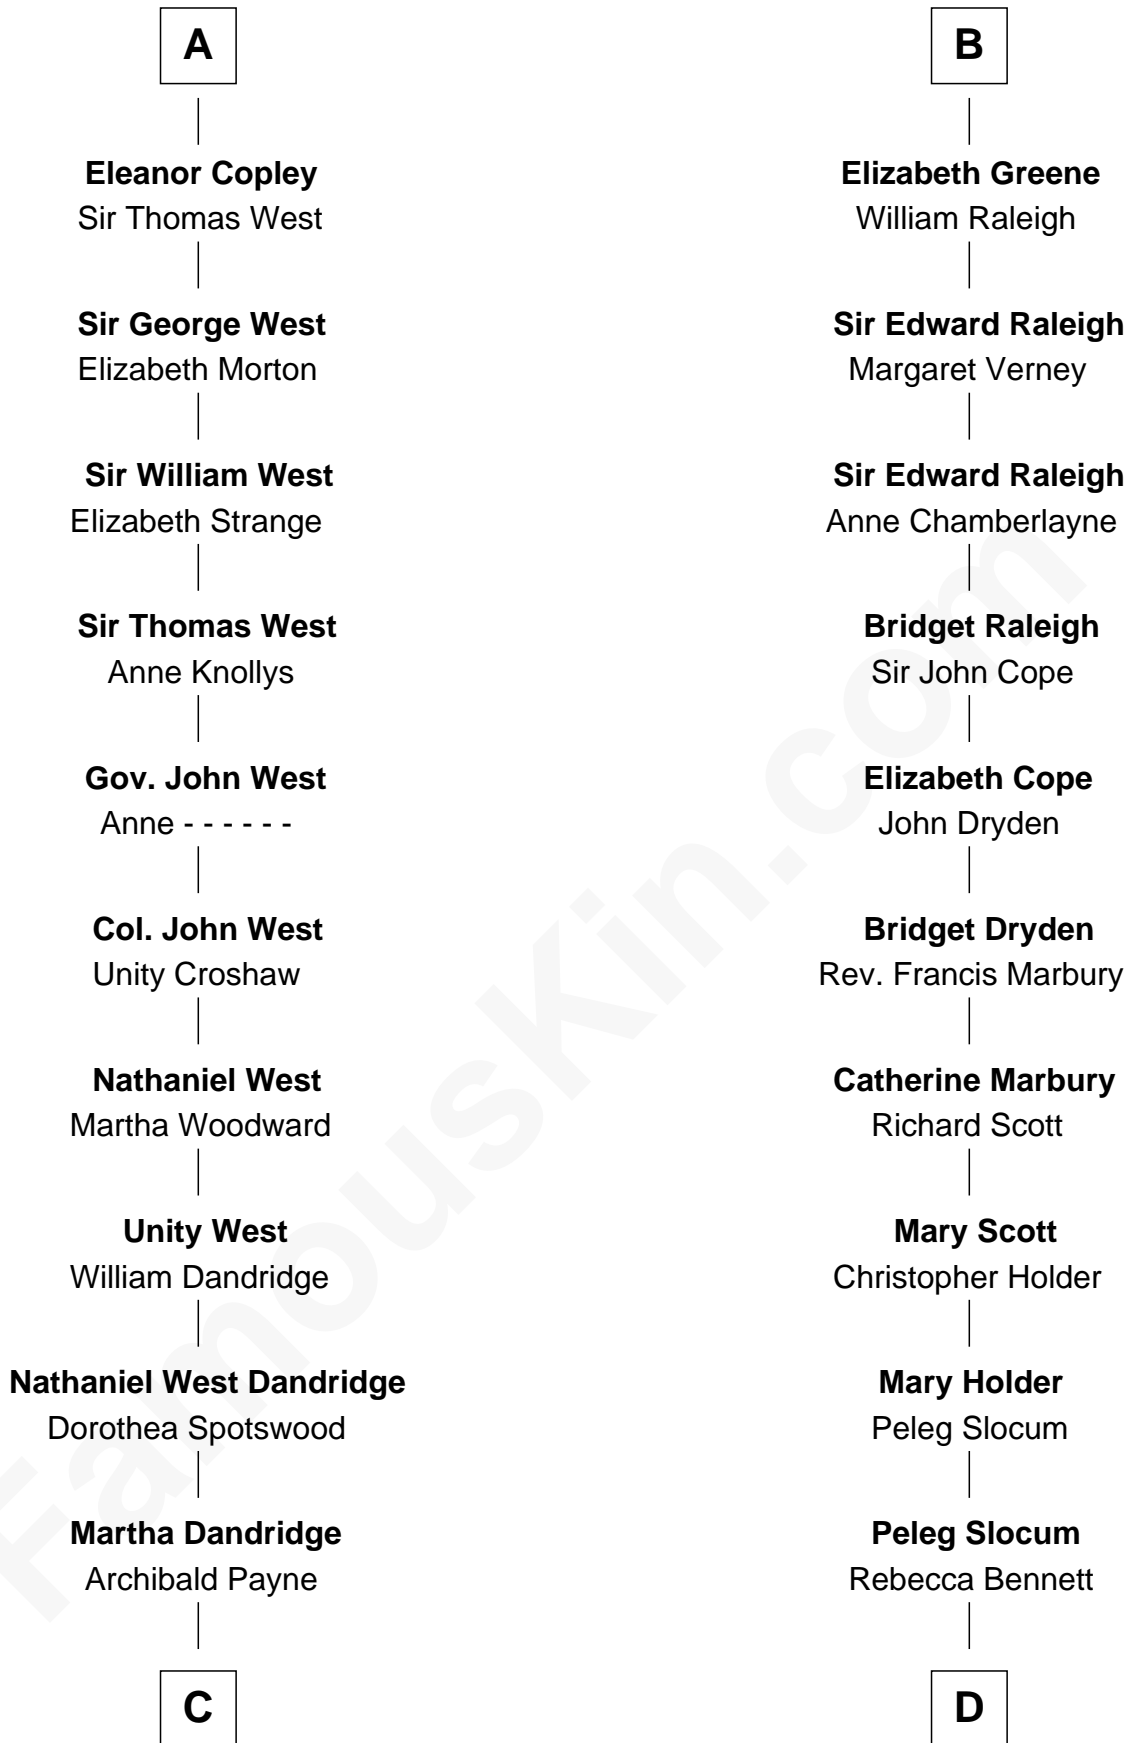 A
Eleanor Copley
Sir Thomas West
Sir George West
Elizabeth Morton
Sir William West
Elizabeth Strange
Sir Thomas West
Anne Knollys
Gov. John West
Anne - - - - - -
Col. John West
Unity Croshaw
Nathaniel West
Martha Woodward
Unity West
William Dandridge
Nathaniel West Dandridge
Dorothea Spotswood
Martha Dandridge
Archibald Payne
C
B
Elizabeth Greene
William Raleigh
Sir Edward Raleigh
Margaret Verney
Sir Edward Raleigh
Anne Chamberlayne
Bridget Raleigh
Sir John Cope
Elizabeth Cope
John Dryden
Bridget Dryden
Rev. Francis Marbury
Catherine Marbury
Richard Scott
Mary Scott
Christopher Holder
Mary Holder
Peleg Slocum
Peleg Slocum
Rebecca Bennett
D
FamousKin.com